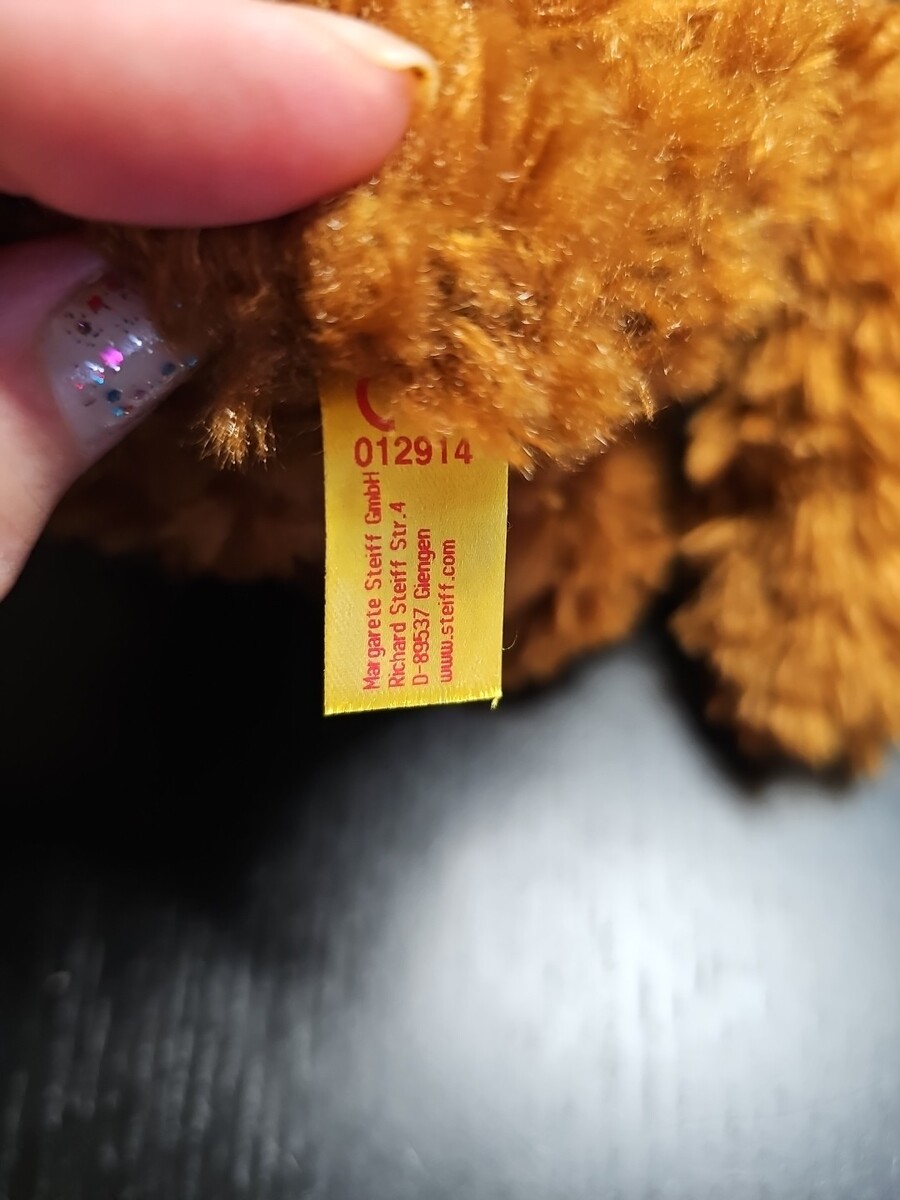 012914
Margarete Steiff GmbH
Richard Steiff Str.4
D-89537 Giengen
www.steiff.com